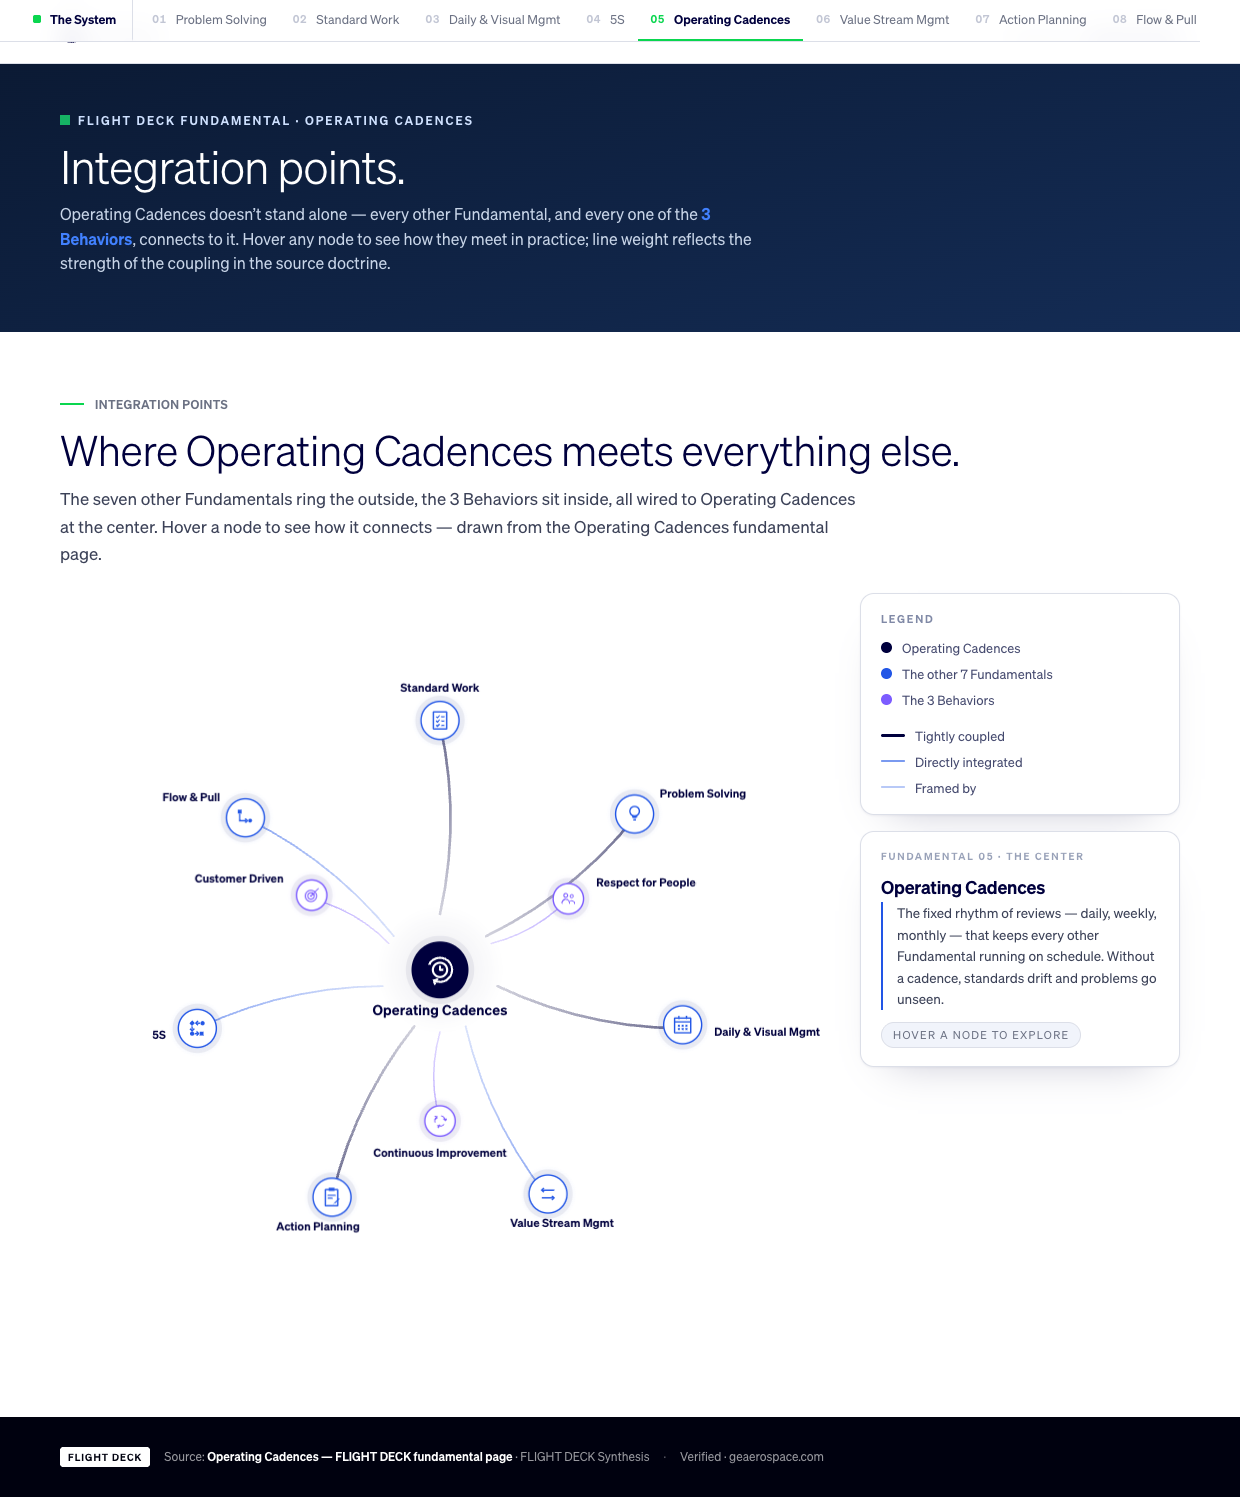 The System 01 Problem Solving 02 Standard Work 03 Daily & Visual Mgmt 04 5S 05 Operating Cadences 06 Value Stream Mgmt 07 Action Planning 08 Flow & Pull
FLIGHT DECK FUNDAMENTAL · OPERATING CADENCES
Integration points.
Operating Cadences doesn’t stand alone — every other Fundamental, and every one of the 3
Behaviors, connects to it. Hover any node to see how they meet in practice; line weight reflects the
strength of the coupling in the source doctrine.
INTEGRATION POINTS
Where Operating Cadences meets everything else.
The seven other Fundamentals ring the outside, the 3 Behaviors sit inside, all wired to Operating Cadences
at the center. Hover a node to see how it connects — drawn from the Operating Cadences fundamental
page.
Standard Work
Flow & Pull
Problem Solving
Customer Driven
Respect for People
Operating Cadences
5S
Daily & Visual Mgmt
Continuous Improvement
Action Planning
Value Stream Mgmt
LEGEND
Operating Cadences
The other 7 Fundamentals
The 3 Behaviors
Tightly coupled
Directly integrated
Framed by
FUNDAMENTAL 05 · THE CENTER
Operating Cadences
The fixed rhythm of reviews — daily, weekly,
monthly — that keeps every other
Fundamental running on schedule. Without
a cadence, standards drift and problems go
unseen.
HOVER A NODE TO EXPLORE
FLIGHT DECK Source: Operating Cadences — FLIGHT DECK fundamental page · FLIGHT DECK Synthesis · Verified · geaerospace.com